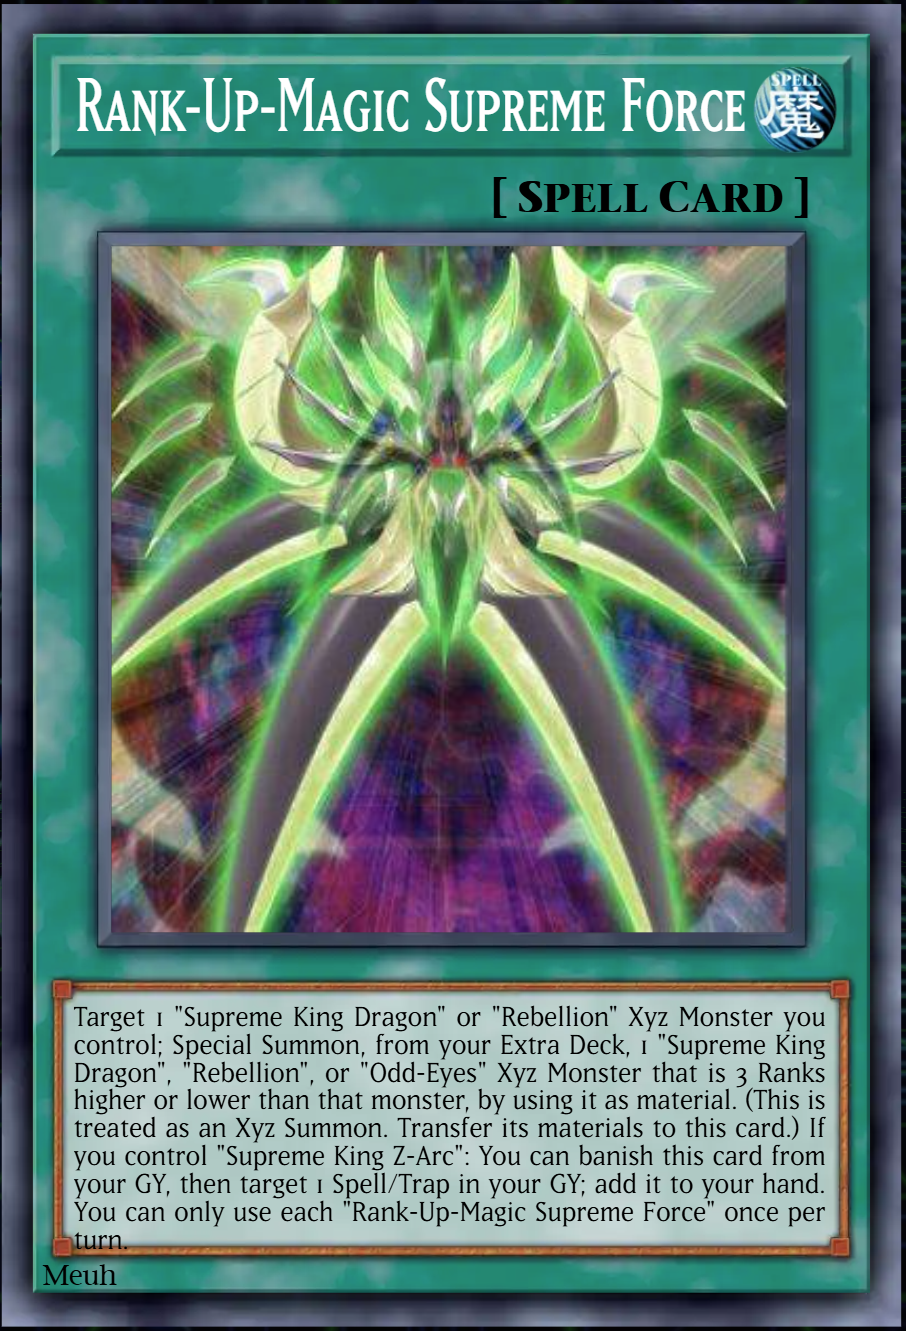 Rank-Up-Magic Supreme Force
SPELL
魔
[ Spell Card ]
Target 1 "Supreme King Dragon" or "Rebellion" Xyz Monster you
control; Special Summon, from your Extra Deck, 1 "Supreme King
Dragon", "Rebellion", or "Odd-Eyes" Xyz Monster that is 3 Ranks
higher or lower than that monster, by using it as material. (This is
treated as an Xyz Summon. Transfer its materials to this card.) If
you control "Supreme King Z-Arc": You can banish this card from
your GY, then target 1 Spell/Trap in your GY; add it to your hand.
You can only use each "Rank-Up-Magic Supreme Force" once per
turn.
Meuh